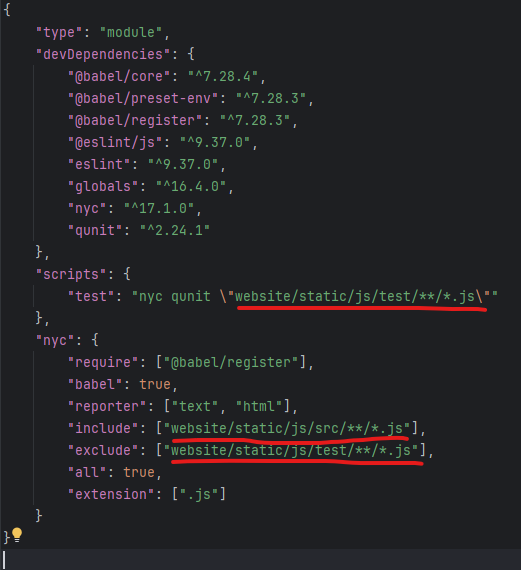 {
"type": "module",
"devDependencies": {
"@babel/core": "^7.28.4",
"@babel/preset-env": "^7.28.3",
"@babel/register": "^7.28.3",
"@eslint/js": "^9.37.0",
"eslint": "^9.37.0",
"globals": "^16.4.0",
"nyc": "^17.1.0",
"qunit": "^2.24.1"
},
"scripts": {
"test": "nyc qunit \"website/static/js/test/**/*.js\""
},
"nyc": {
"require": ["@babel/register"],
"babel": true,
"reporter": ["text", "html"],
"include": ["website/static/js/src/**/*.js"],
"exclude": ["website/static/js/test/**/*.js"],
"all": true,
"extension": [".js"]
}
}